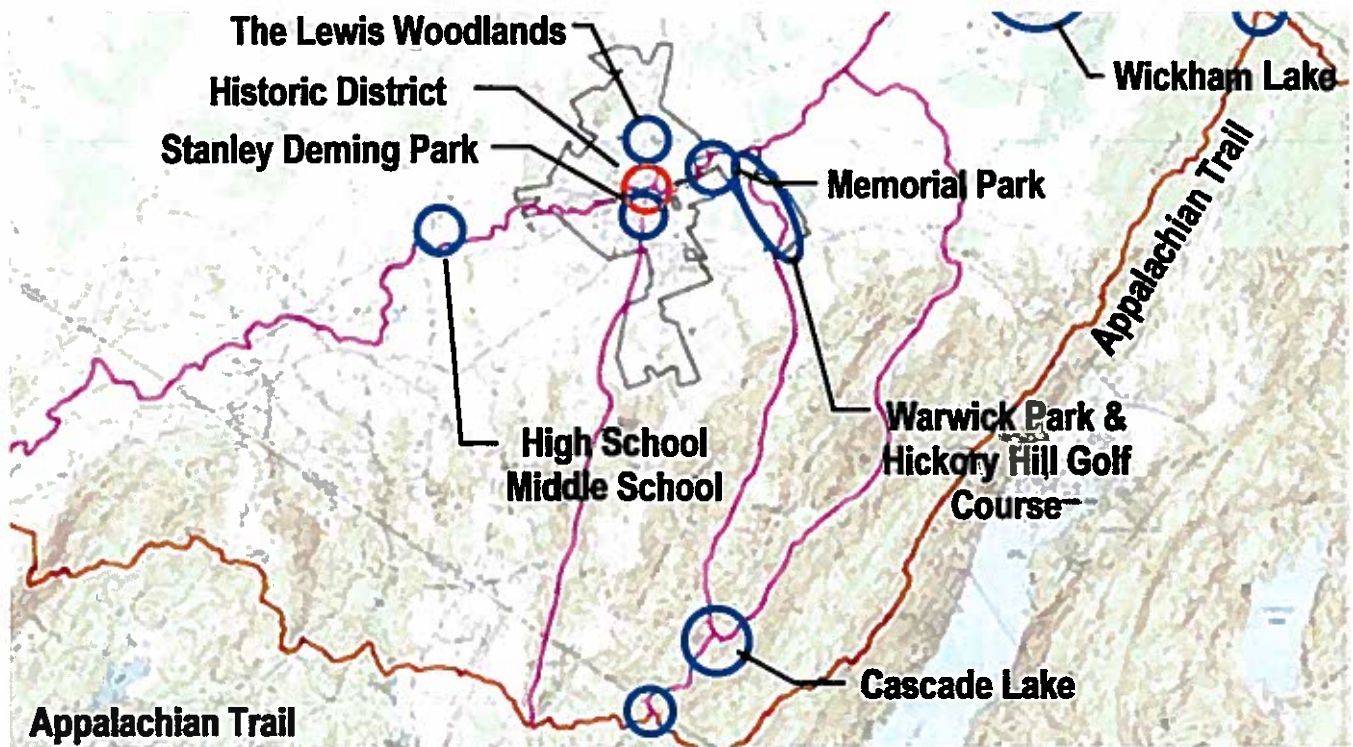 The Lewis Woodlands
Historic District
Stanley Deming Park
Wickham Lake
Memorial Park
Appalachian Trail
High School
Middle School
Warwick Park &
Hickory Hill Golf
Course
Cascade Lake
Appalachian Trail